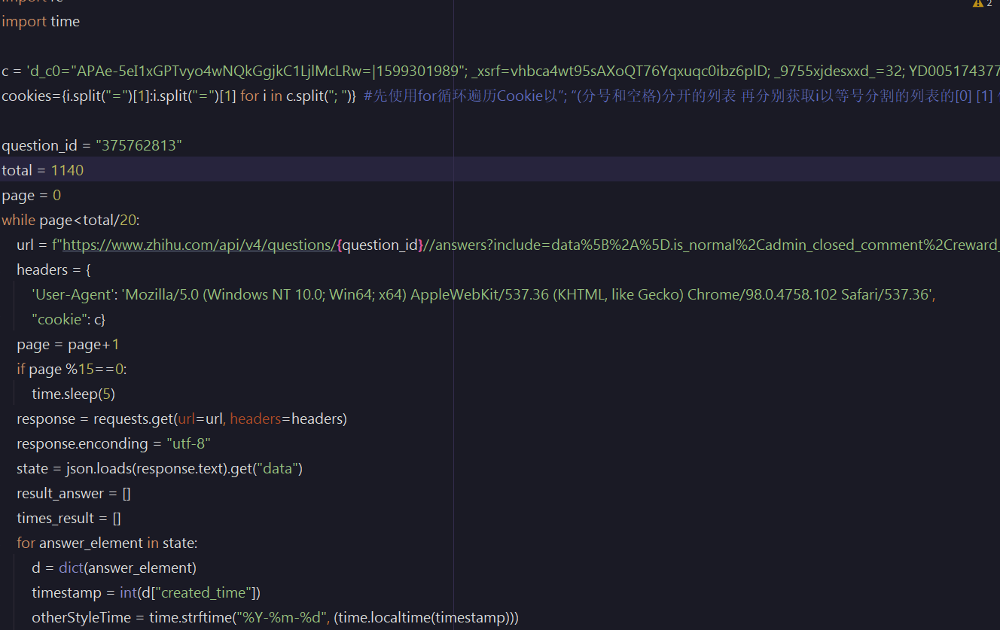 import re
2
import time
c = 'd_c0="APAe-5eI1xGPTvyo4wNQkGgjkC1LjlMcLRw=|1599301989"; _xsrf=vhbca4wt95sAXoQT76Yqxuqc0ibz6plD; _9755xjdesxxd_=32; YD005174377
cookies={i.split("=")[1]:i.split("=")[1] for i in c.split("; ")} #先使用for循环遍历Cookie以”; “(分号和空格)分开的列表 再分别获取i以等号分割的列表的[0] [1]
question_id = "375762813"
total = 1140
page = 0
while page<total/20:
url = f"https://www.zhihu.com/api/v4/questions/{question_id}//answers?include=data%5B%2A%5D.is_normal%2Cadmin_closed_comment%2Creward_
headers = {
'User-Agent': 'Mozilla/5.0 (Windows NT 10.0; Win64; x64) AppleWebKit/537.36 (KHTML, like Gecko) Chrome/98.0.4758.102 Safari/537.36',
"cookie": c}
page = page+1
if page %15==0:
time.sleep(5)
response = requests.get(url=url, headers=headers)
response.enconding = "utf-8"
state = json.loads(response.text).get("data")
result_answer = []
times_result = []
for answer_element in state:
d = dict(answer_element)
timestamp = int(d["created_time"])
otherStyleTime = time.strftime("%Y-%m-%d", (time.localtime(timestamp)))